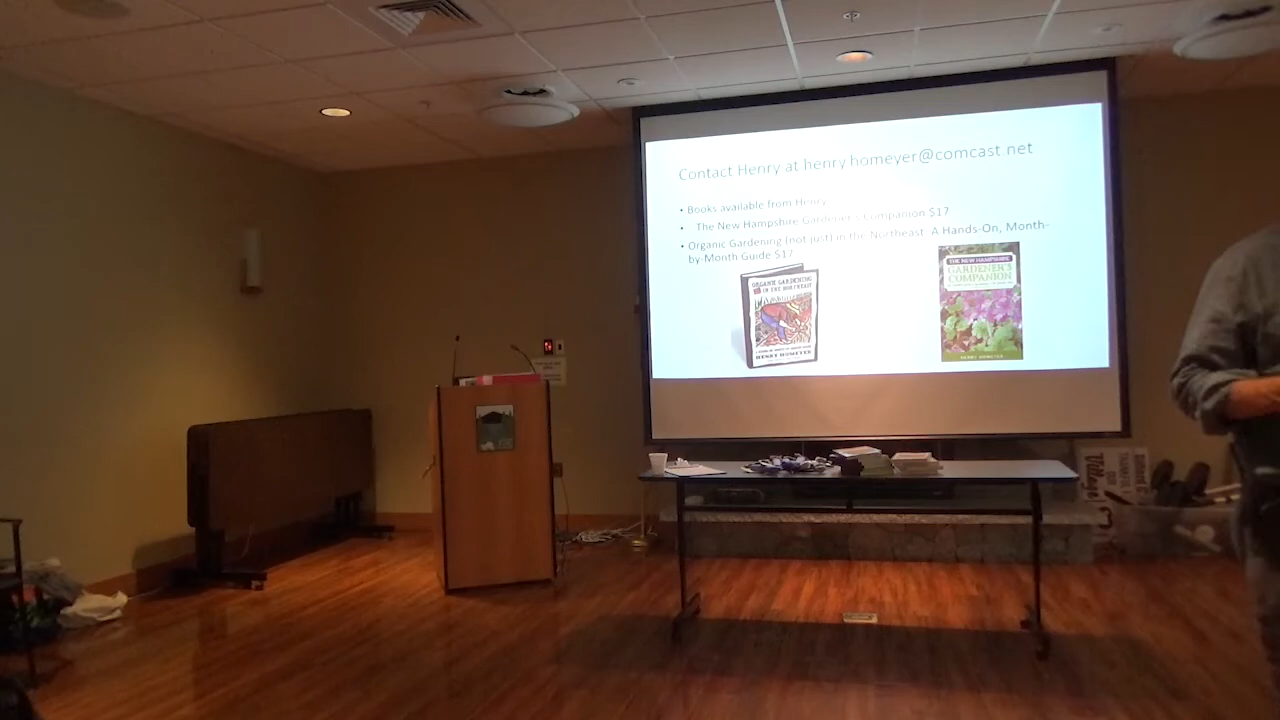 Contact Henry at henry.homeyer@comcast.net
• Books available from Henry
• The New Hampshire Gardener's Companion $17
• Organic Gardening (not just) in the Northeast: A Hands-On, Month-
by-Month Guide $17
ORGANIC GARDENING
IN THE NORTHEAST
HENRY HOMEYER
THE NEW HAMPSHIRE
GARDENER'S
COMPANION
HENRY HOMEYER
Village